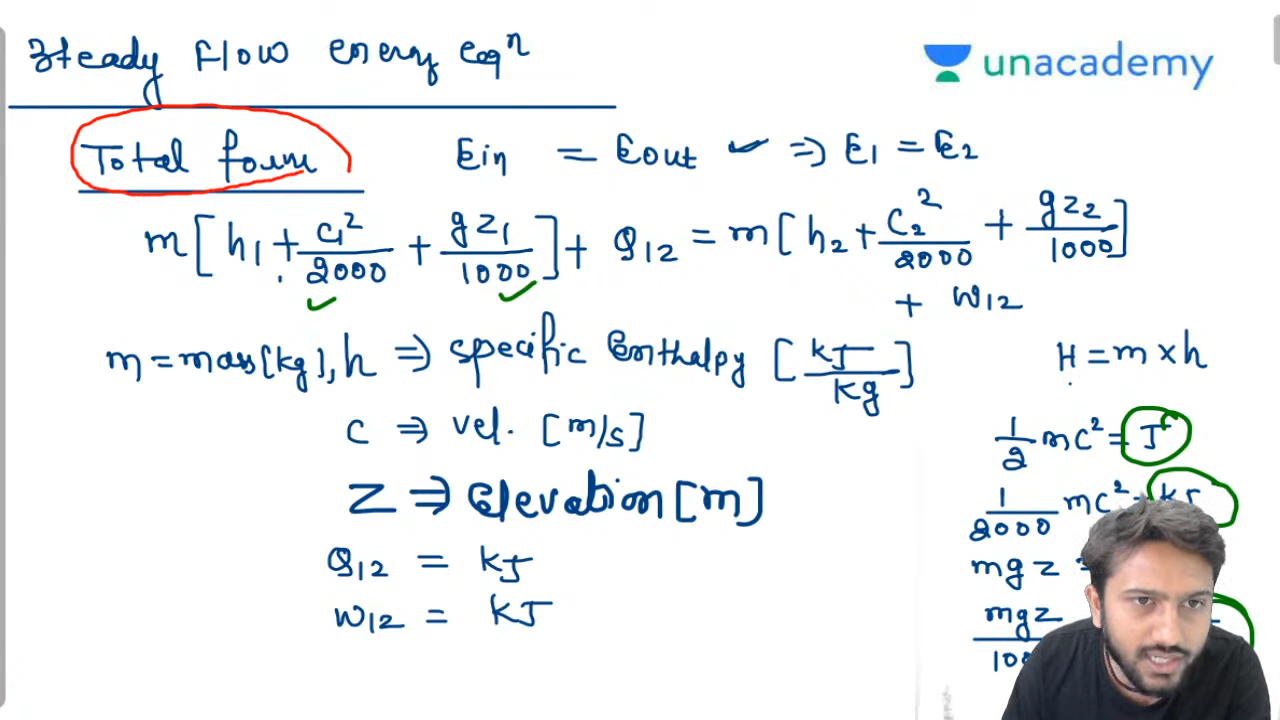 Steady Flow energy eqⁿ
unacademy
Total form Ein = Eout ✓ ⇒ E1 = E2
m[h1 + c1²/2000 + gz1/1000] + Q12 = m[h2 + c2²/2000 + gz2/1000]
+ W12
m = mass[kg], h ⇒ specific Enthalpy [kJ/kg]
H = m × h
c ⇒ vel. [m/s]
1/2 mc² = J
Z ⇒ Elevation [m]
1/2000 mc² = kJ
Q12 = kJ
mgz
W12 = kJ
mgz